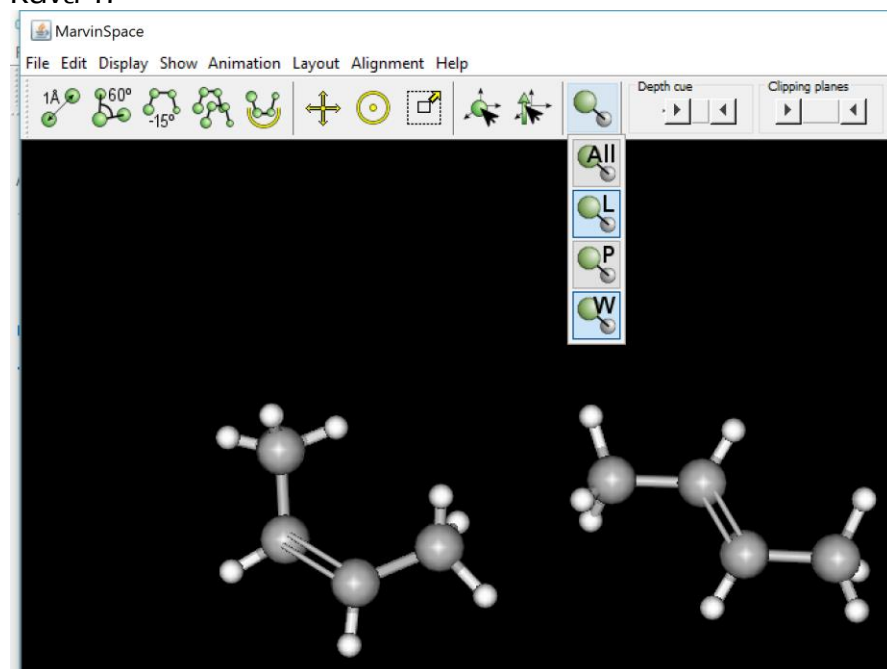 MarvinSpace
File Edit Display Show Animation Layout Alignment Help
1Å 60° -15° Depth cue Clipping planes
All
L
P
W